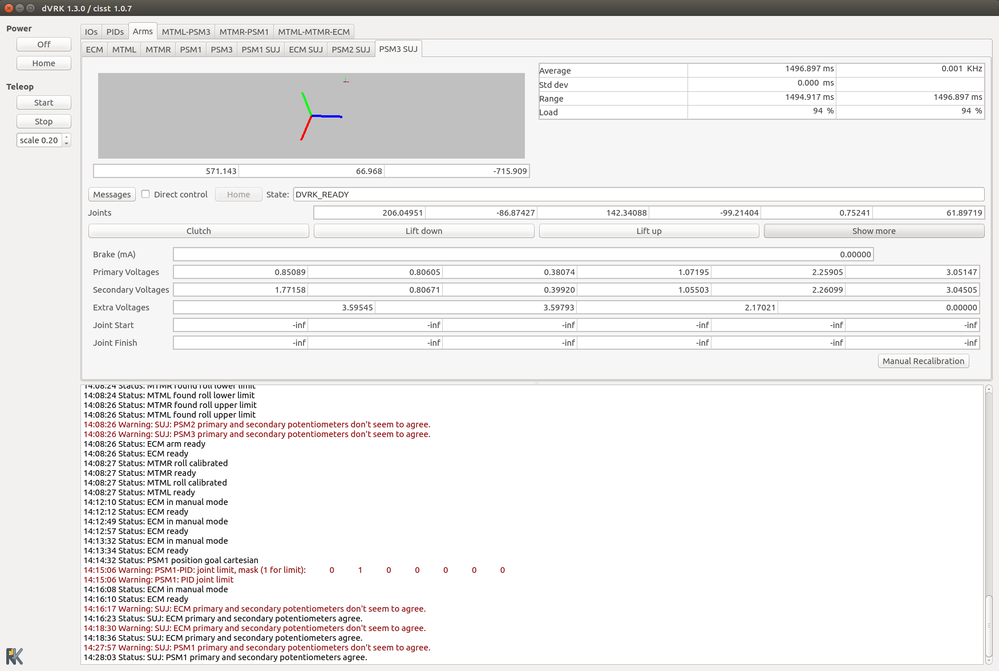 dVRK 1.3.0 / cisst 1.0.7
Power
Off
Home
Teleop
Start
Stop
scale 0.20
IOs PIDs Arms MTML-PSM3 MTMR-PSM1 MTML-MTMR-ECM
ECM MTML MTMR PSM1 PSM3 PSM1 SUJ ECM SUJ PSM2 SUJ PSM3 SUJ
Average 1496.897 ms 0.001 KHz
Std dev 0.000 ms
Range 1494.917 ms 1496.897 ms
Load 94 % 94 %
571.143 66.968 -715.909
Messages Direct control Home State: DVRK_READY
Joints 206.04951 -86.87427 142.34088 -99.21404 0.75241 61.89719
Clutch Lift down Lift up Show more
Brake (mA) 0.00000
Primary Voltages 0.85089 0.80605 0.38074 1.07195 2.25905 3.05147
Secondary Voltages 1.77158 0.80671 0.39920 1.05503 2.26099 3.04505
Extra Voltages 3.59545 3.59793 2.17021 0.00000
Joint Start -inf -inf -inf -inf -inf -inf
Joint Finish -inf -inf -inf -inf -inf -inf
Manual Recalibration
14:08:24 Status: MTMR found roll lower limit
14:08:24 Status: MTML found roll lower limit
14:08:26 Status: MTMR found roll upper limit
14:08:26 Status: MTML found roll upper limit
14:08:26 Warning: SUJ: PSM2 primary and secondary potentiometers don't seem to agree.
14:08:26 Warning: SUJ: PSM3 primary and secondary potentiometers don't seem to agree.
14:08:26 Status: ECM arm ready
14:08:26 Status: ECM ready
14:08:27 Status: MTMR roll calibrated
14:08:27 Status: MTMR ready
14:08:27 Status: MTML roll calibrated
14:08:27 Status: MTML ready
14:12:10 Status: ECM in manual mode
14:12:12 Status: ECM ready
14:12:49 Status: ECM in manual mode
14:12:57 Status: ECM ready
14:13:32 Status: ECM in manual mode
14:13:34 Status: ECM ready
14:14:32 Status: PSM1 position goal cartesian
14:15:06 Warning: PSM1-PID: joint limit, mask (1 for limit): 0 1 0 0 0 0 0
14:15:06 Warning: PSM1: PID joint limit
14:16:08 Status: ECM in manual mode
14:16:10 Status: ECM ready
14:16:17 Warning: SUJ: ECM primary and secondary potentiometers don't seem to agree.
14:16:23 Status: SUJ: ECM primary and secondary potentiometers agree.
14:18:30 Warning: SUJ: ECM primary and secondary potentiometers don't seem to agree.
14:18:36 Status: SUJ: ECM primary and secondary potentiometers agree.
14:27:57 Warning: SUJ: PSM1 primary and secondary potentiometers don't seem to agree.
14:28:03 Status: SUJ: PSM1 primary and secondary potentiometers agree.